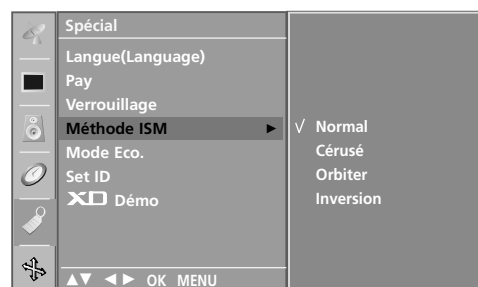 Spécial
Langue(Language)
Pay
Verrouillage
Méthode ISM ►
Mode Eco.
Set ID
XD Démo
▲▼ ◄► OK MENU
√ Normal
Cérusé
Orbiter
Inversion